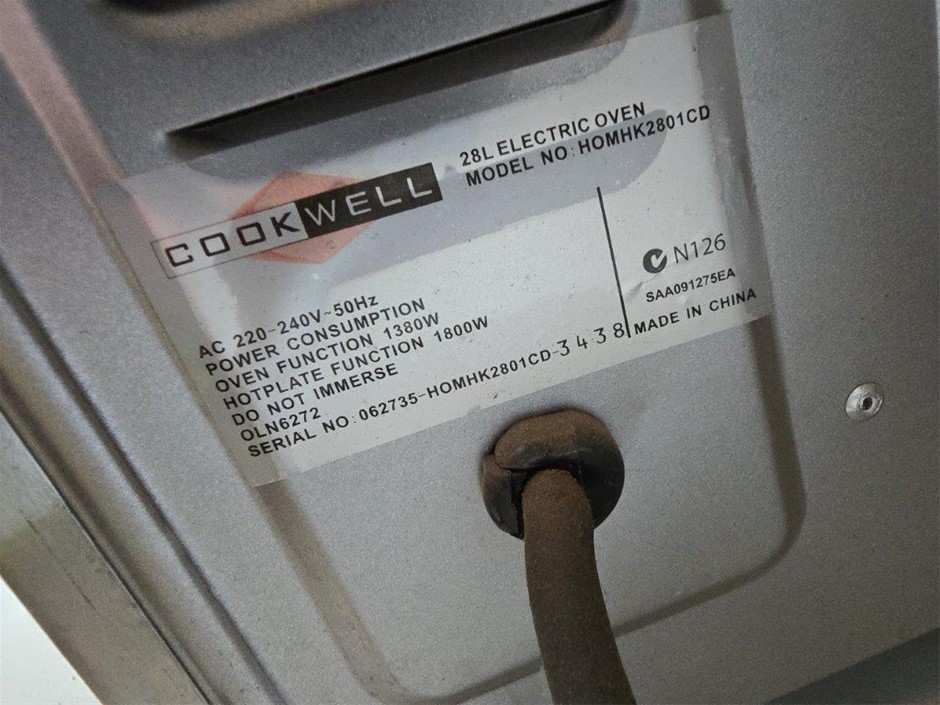 COOKWELL
28L ELECTRIC OVEN
MODEL NO: HOMHK2801CD
AC 220-240V~50Hz
POWER CONSUMPTION
OVEN FUNCTION 1380W
HOTPLATE FUNCTION 1800W
DO NOT IMMERSE
OLN6272
SERIAL NO: 062735-HOMHK2801CD-3438
N126
SAA091275EA
MADE IN CHINA